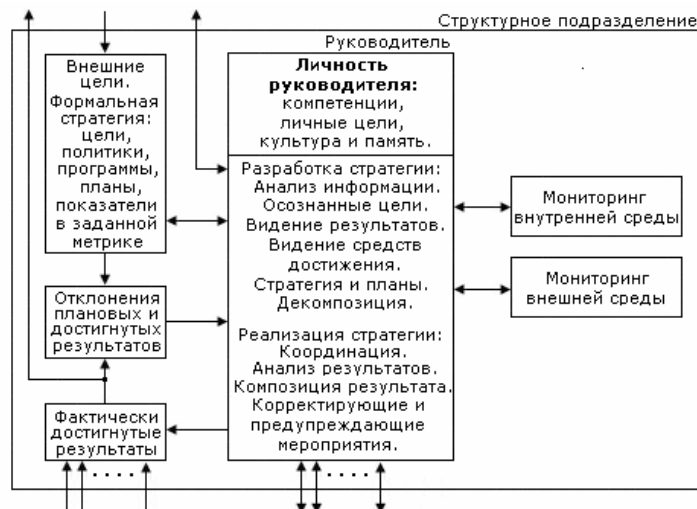 Структурное подразделение
Руководитель
Внешние
цели.
Формальная
стратегия:
цели,
политики,
программы,
планы,
показатели
в заданной
метрике
Отклонения
плановых и
достигнутых
результатов
Фактически
достигнутые
результаты
....
Личность
руководителя:
компетенции,
личные цели,
культура и память.
Разработка стратегии:
Анализ информации.
Осознанные цели.
Видение результатов.
Видение средств
достижения.
Стратегия и планы.
Декомпозиция.
Реализация стратегии:
Координация.
Анализ результатов.
Композиция результата.
Корректирующие и
предупреждающие
мероприятия.
.....
Мониторинг
внутренней среды
Мониторинг
внешней среды